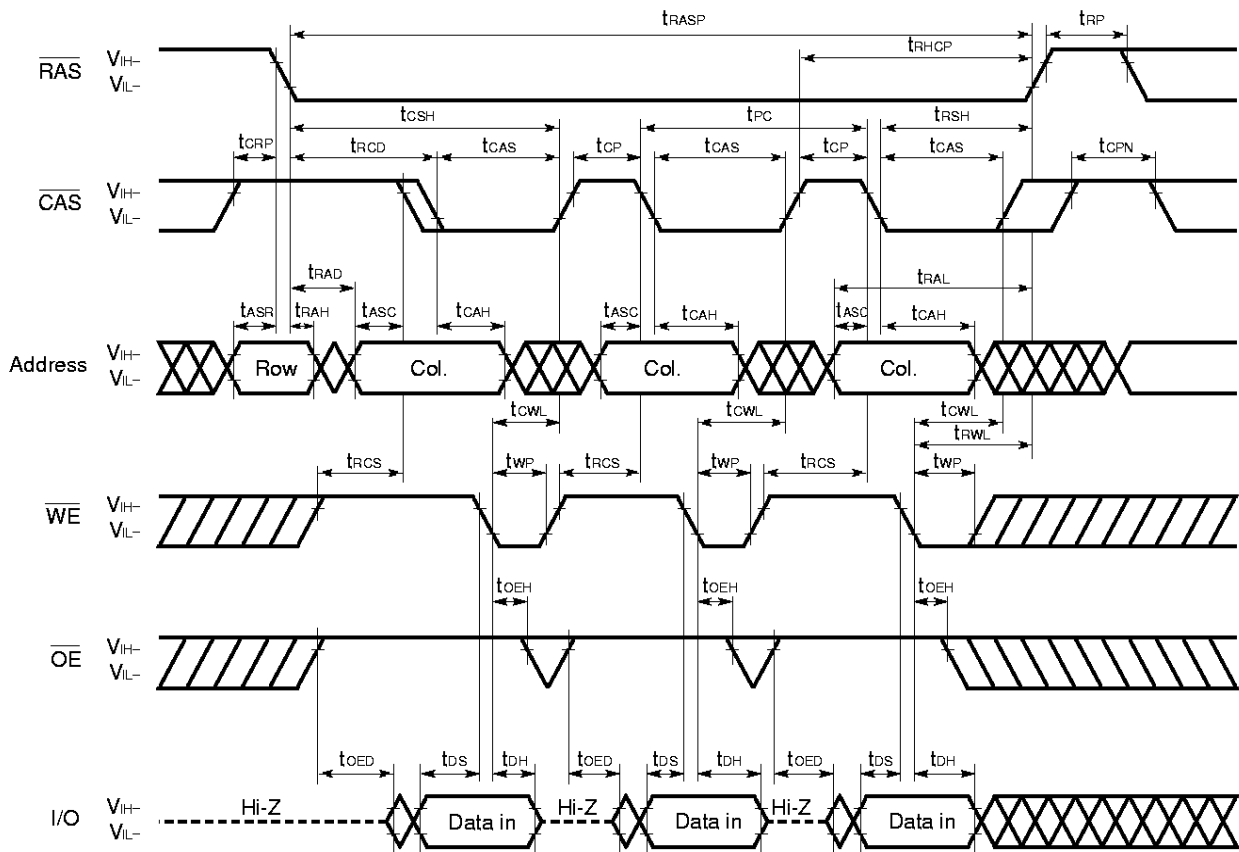 tRASP tRP
tRHCP
RAS VIH–
VIL–
tCSH tPC tRSH
tCRP tRCD tCAS tCP tCAS tCP tCAS tCPN
CAS VIH–
VIL–
tRAD tRAL
tASR tRAH tASC tCAH tASC tCAH tASC tCAH
Address VIH–
VIL–
Row Col. Col. Col.
tCWL tCWL tCWL
tRWL
tRCS tWP tRCS tWP tRCS tWP
WE VIH–
VIL–
tOEH tOEH tOEH
OE VIH–
VIL–
tOED tDS tDH tOED tDS tDH tOED tDS tDH
I/O VIH–
VIL–
Hi-Z Data in Hi-Z Data in Hi-Z Data in